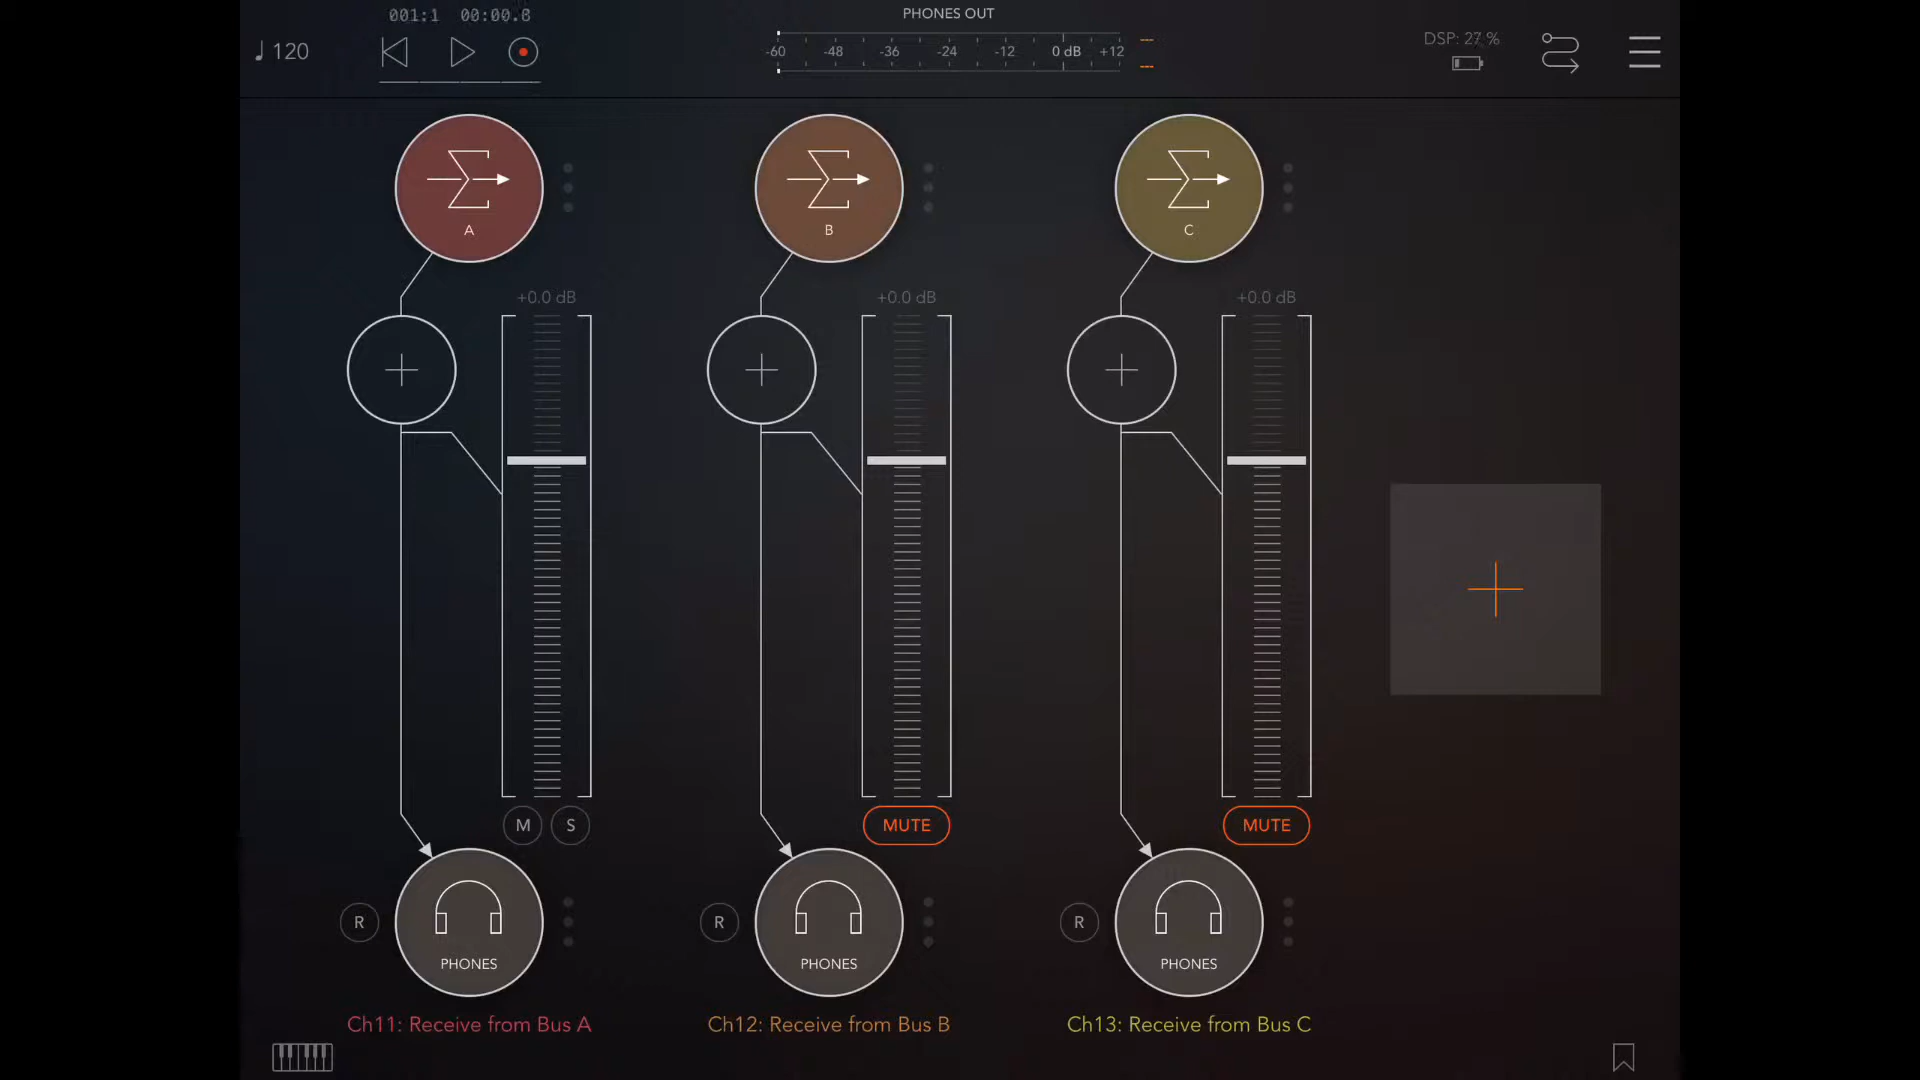 001:1 00:00.8
PHONES OUT
120
-60 -48 -36 -24 -12 0 dB +12
DSP: 27 %
A
B
C
+0.0 dB
+0.0 dB
+0.0 dB
M S
MUTE
MUTE
R
R
R
PHONES
PHONES
PHONES
Ch11: Receive from Bus A
Ch12: Receive from Bus B
Ch13: Receive from Bus C